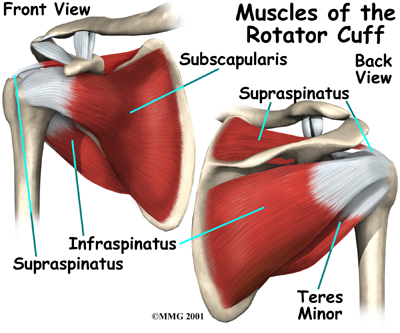 Front View
Muscles of the
Rotator Cuff
Subscapularis
Back
View
Supraspinatus
Infraspinatus
Supraspinatus
Teres
Minor
©MMG 2001